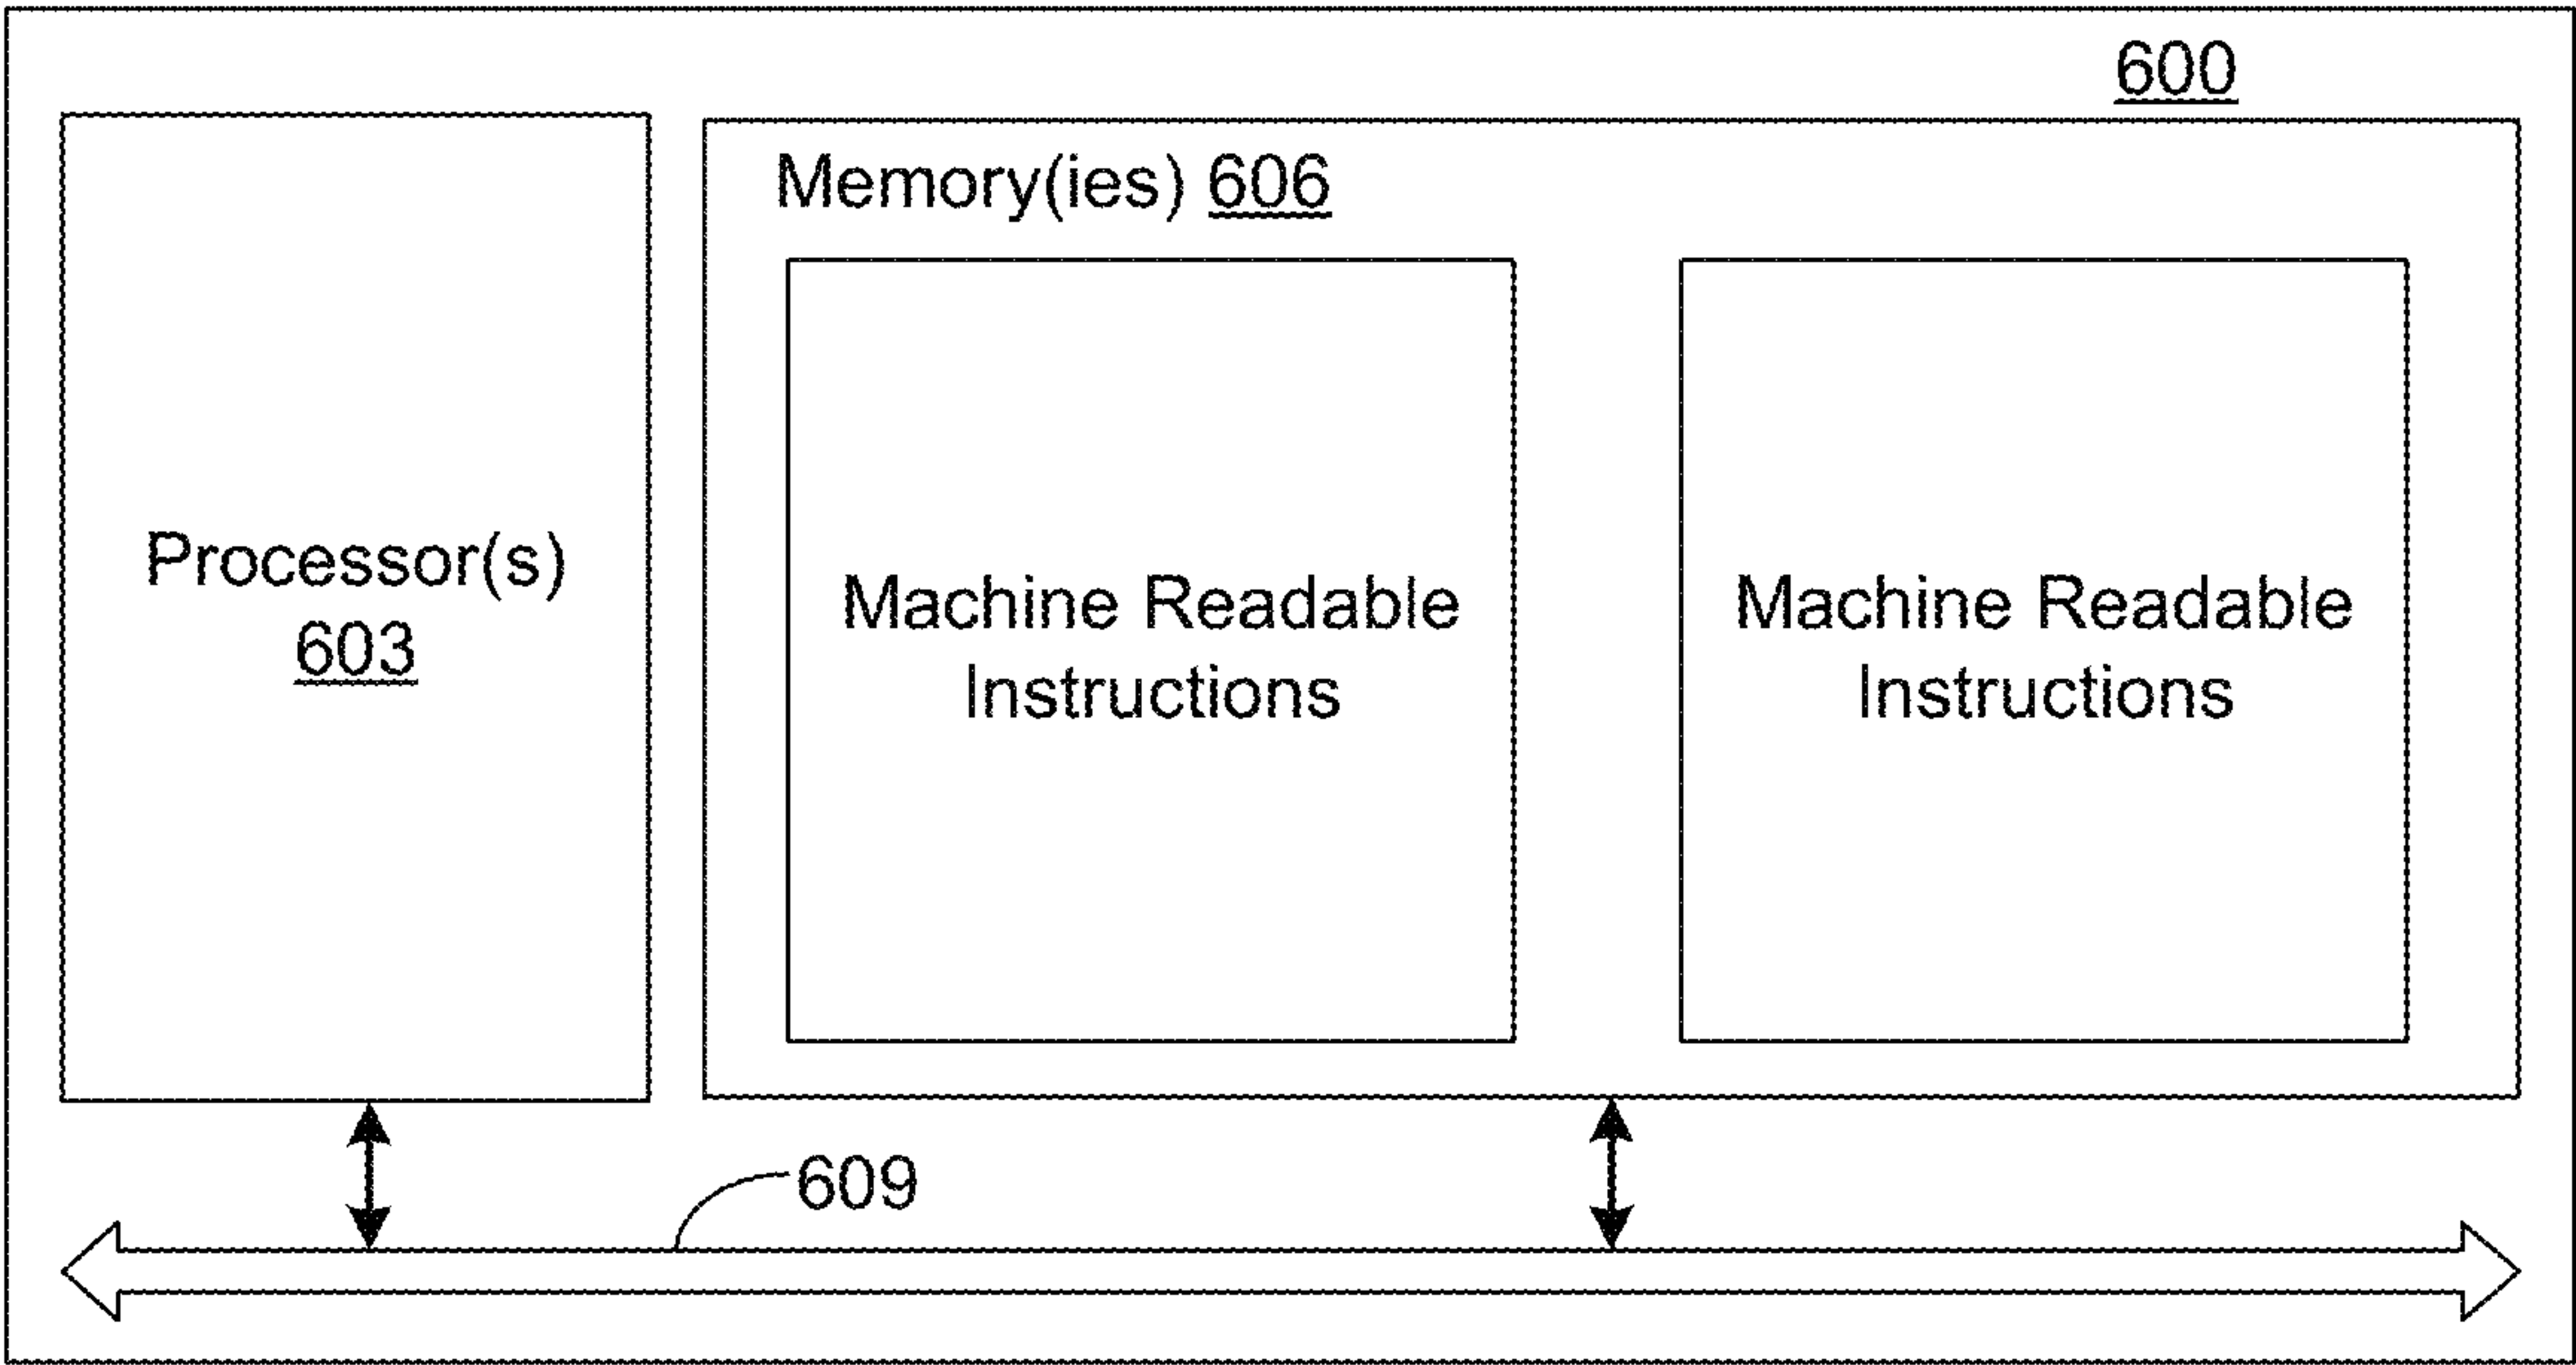 600
Memory(ies) 606
Processor(s)
603
Machine Readable
Instructions
Machine Readable
Instructions
609